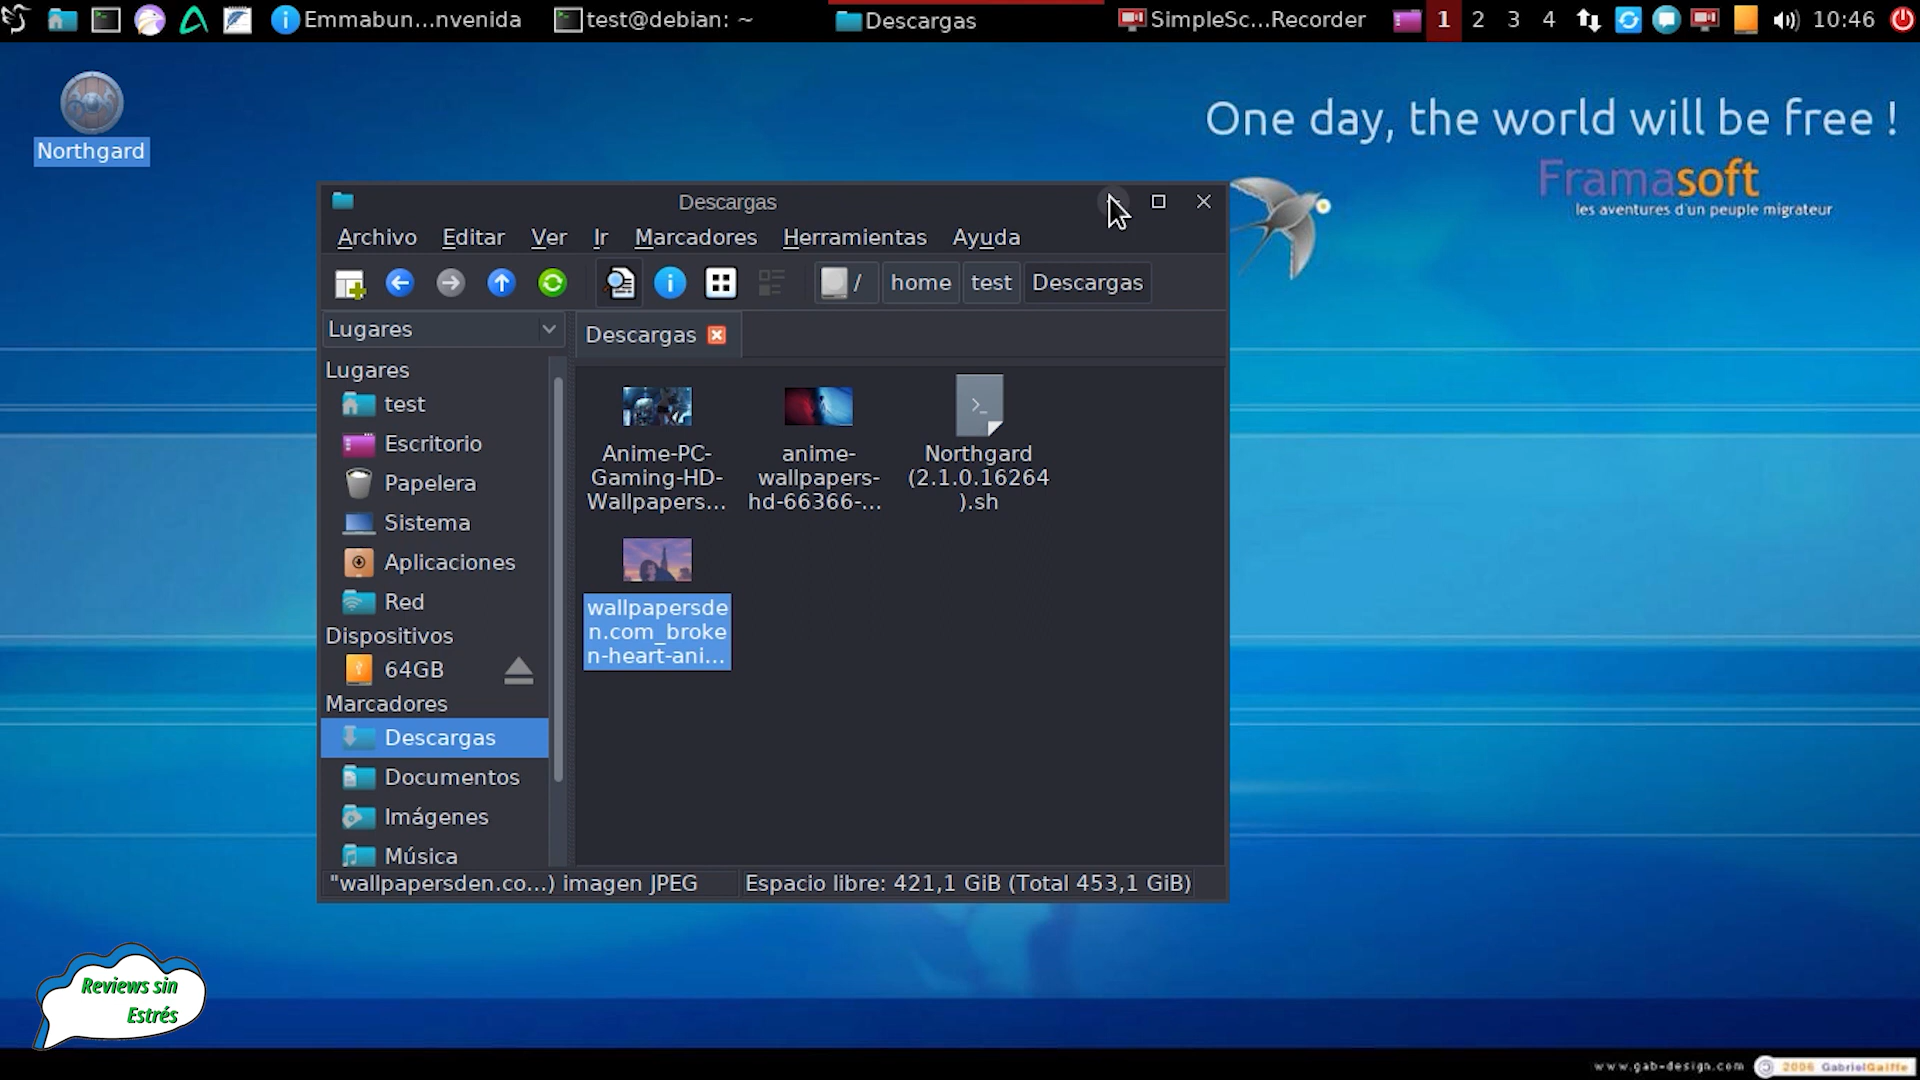 Emmabun...nvenida
test@debian: ~
Descargas
SimpleSc...Recorder
1 2 3 4
10:46
Northgard
One day, the world will be free !
Framasoft
les aventures d'un peuple migrateur
Descargas
Archivo Editar Ver Ir Marcadores Herramientas Ayuda
/ home test Descargas
Lugares
Descargas
Lugares
test
Escritorio
Papelera
Sistema
Aplicaciones
Red
Dispositivos
64GB
Marcadores
Descargas
Documentos
Imágenes
Música
Anime-PC-
Gaming-HD-
Wallpapers...
anime-
wallpapers-
hd-66366-...
Northgard
(2.1.0.16264
).sh
wallpapersde
n.com_broke
n-heart-ani...
"wallpapersden.co...) imagen JPEG
Espacio libre: 421,1 GiB (Total 453,1 GiB)
Reviews sin
Estrés
www.gab-design.com
2006 GabrielGaiffe